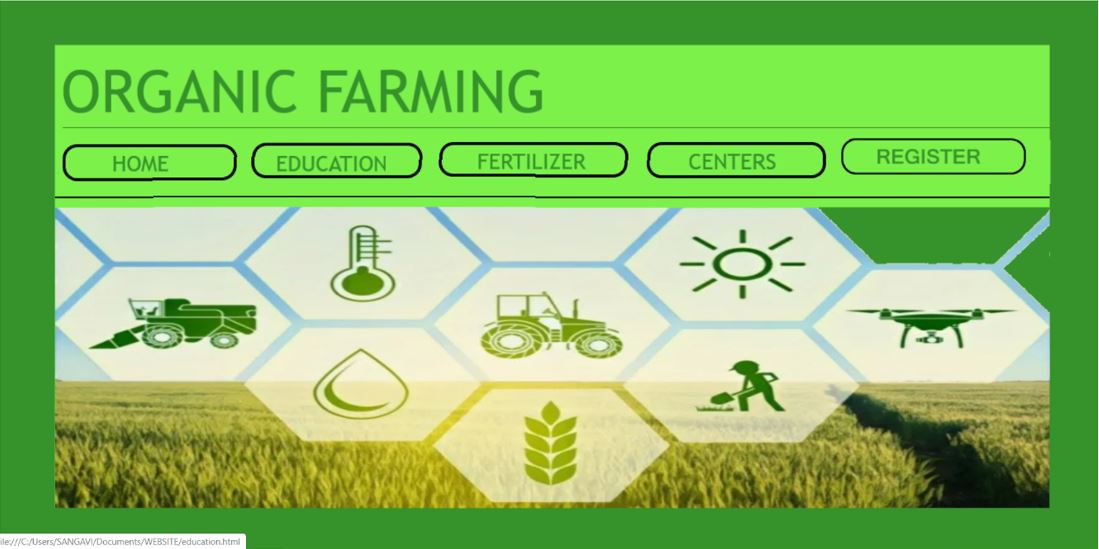 ORGANIC FARMING
HOME EDUCATION FERTILIZER CENTERS REGISTER
ile:///C:/Users/SANGAVI/Documents/WEBSITE/education.html